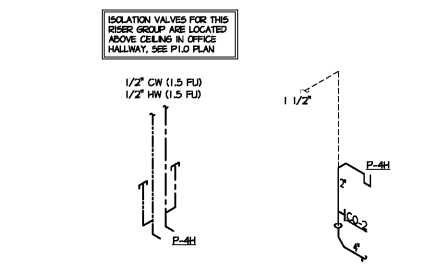 ISOLATION VALVES FOR THIS
RISER GROUP ARE LOCATED
ABOVE CEILING IN OFFICE
HALLWAY, SEE P1.0 PLAN
1/2" CW (1.5 FU)
1/2" HW (1.5 FU)
1 1/2"
P-4H
2"
CO-2
P-4H
4"